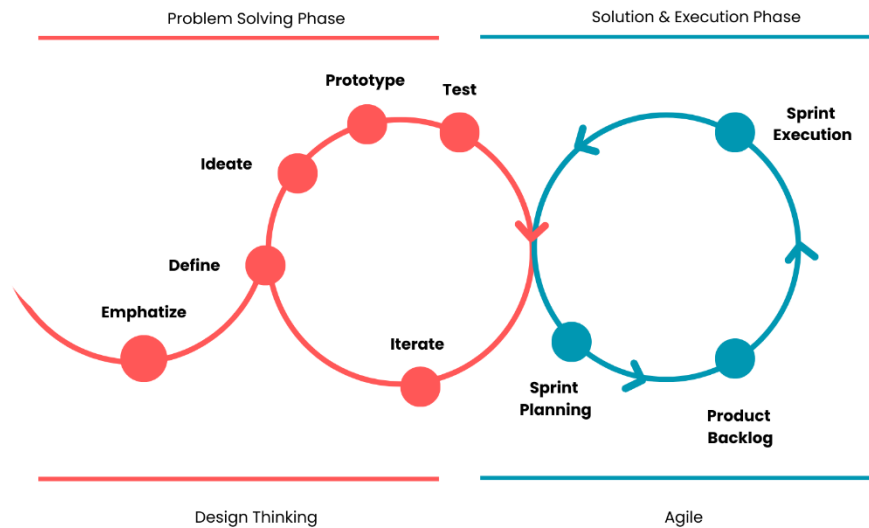 Problem Solving Phase
Solution & Execution Phase
Prototype
Test
Sprint
Execution
Ideate
Define
Emphatize
Iterate
Sprint
Planning
Product
Backlog
Design Thinking
Agile